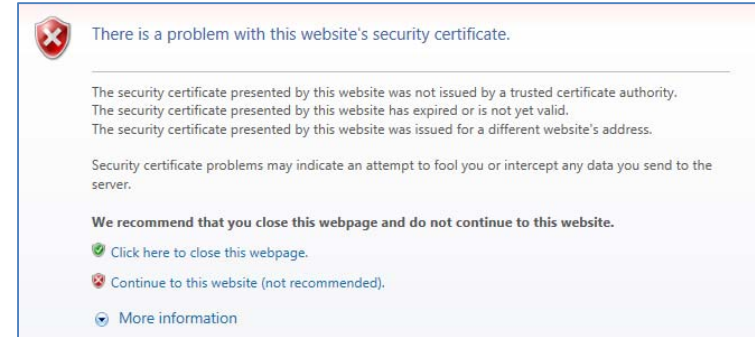 There is a problem with this website's security certificate.
The security certificate presented by this website was not issued by a trusted certificate authority.
The security certificate presented by this website has expired or is not yet valid.
The security certificate presented by this website was issued for a different website's address.
Security certificate problems may indicate an attempt to fool you or intercept any data you send to the
server.
We recommend that you close this webpage and do not continue to this website.
Click here to close this webpage.
Continue to this website (not recommended).
More information